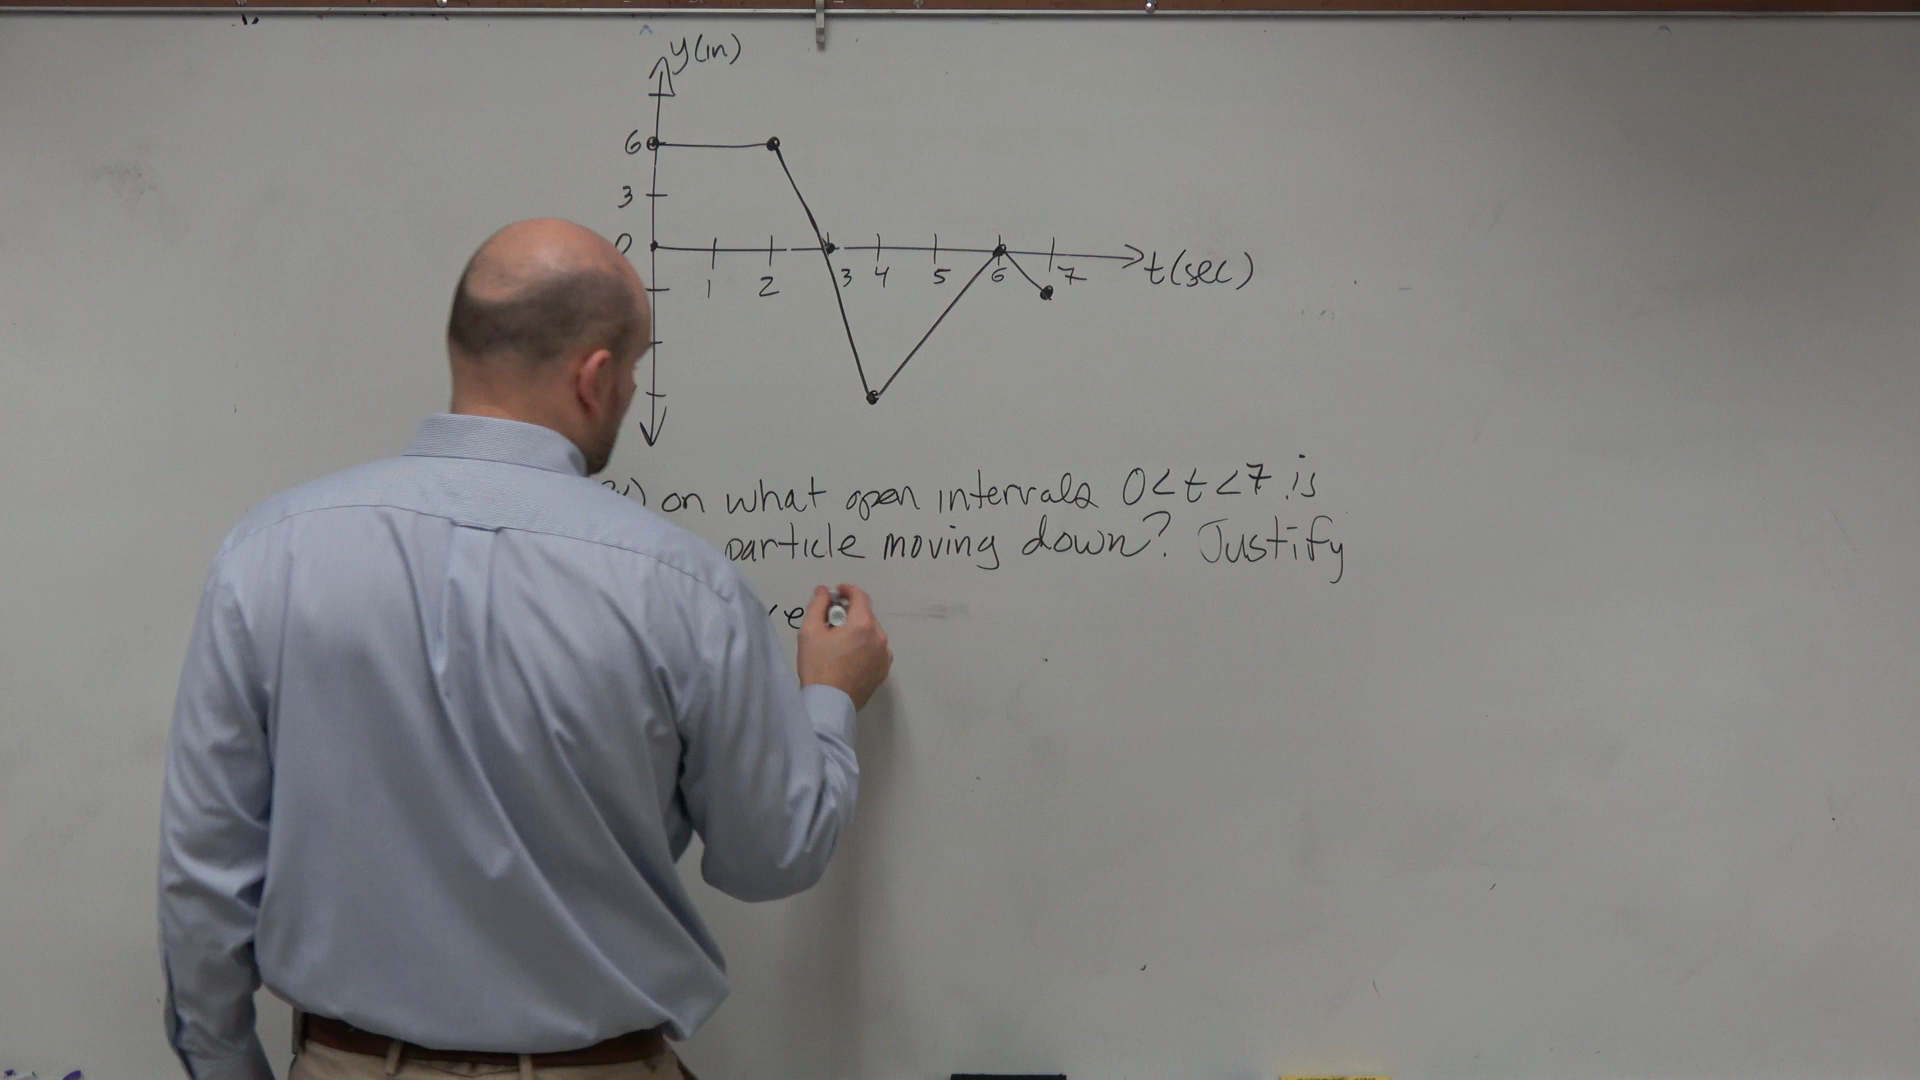 y(in)
6
3
0
1 2 3 4 5 6 7 t(sec)
on what open intervals 0<t<7 is
particle moving down? Justify